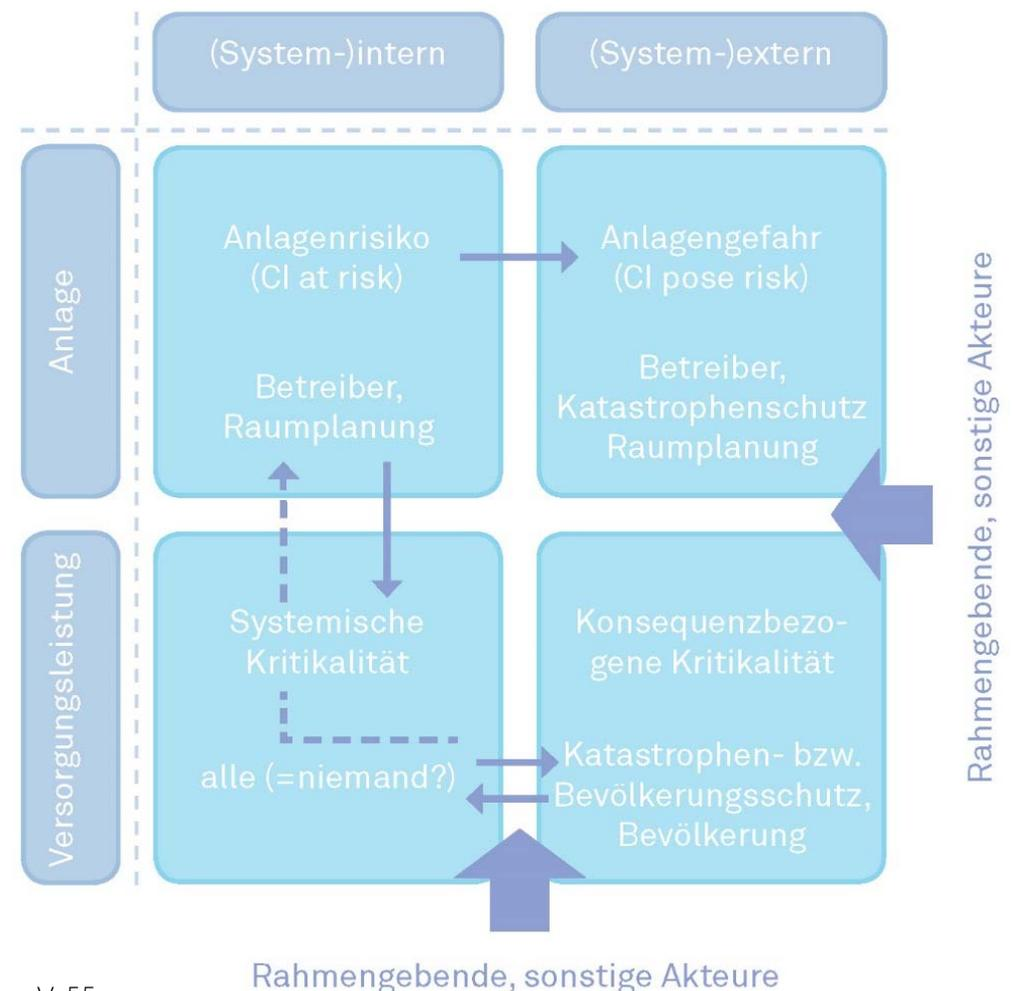 (System-)intern
(System-)extern
Anlage
Anlagenrisiko
(CI at risk)
Betreiber,
Raumplanung
Anlagengefahr
(CI pose risk)
Betreiber,
Katastrophenschutz
Raumplanung
Versorgungsleistung
Systemische
Kritikalität
alle (=niemand?)
Konsequenzbezo-
gene Kritikalität
Katastrophen- bzw.
Bevölkerungsschutz,
Bevölkerung
Rahmengebende, sonstige Akteure
Rahmengebende, sonstige Akteure